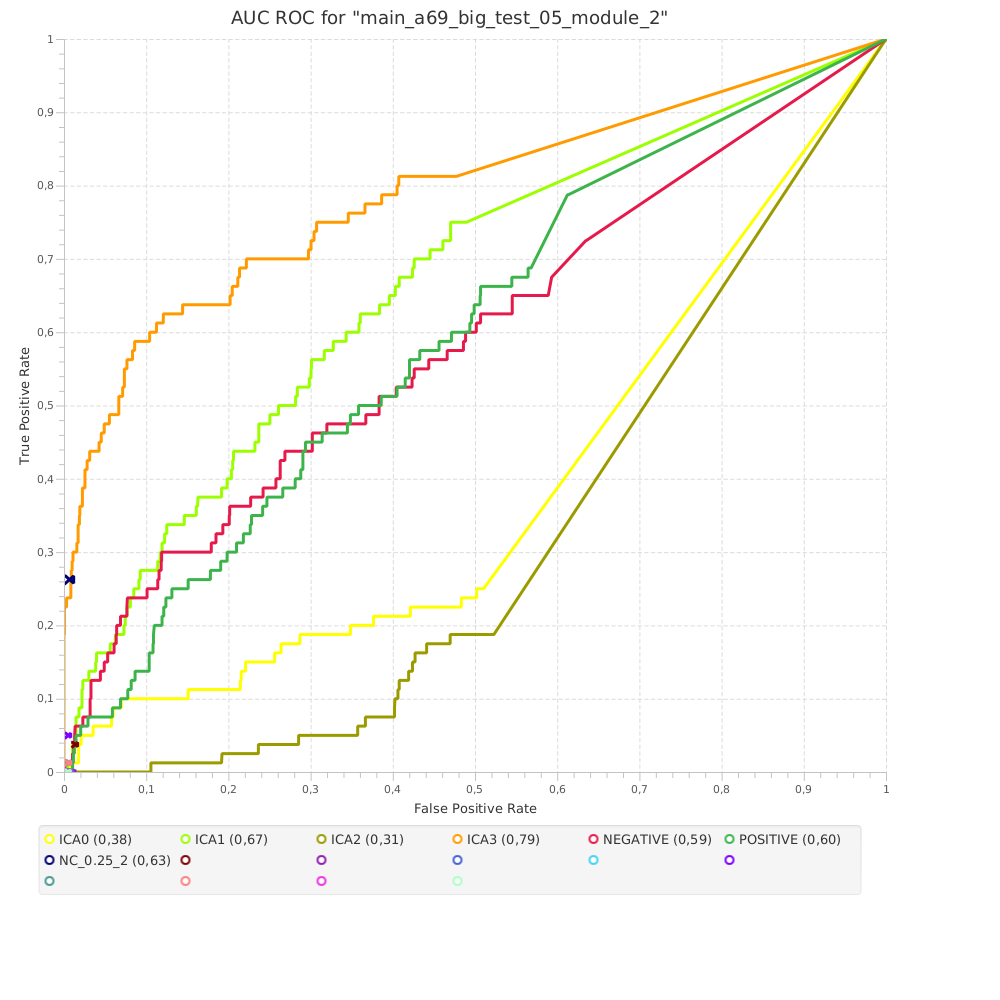 AUC ROC for "main_a69_big_test_05_module_2"
1
0,9
0,8
0,7
0,6
0,5
0,4
0,3
0,2
0,1
0
True Positive Rate
0 0,1 0,2 0,3 0,4 0,5 0,6 0,7 0,8 0,9 1
False Positive Rate
ICA0 (0,38) ICA1 (0,67) ICA2 (0,31) ICA3 (0,79) NEGATIVE (0,59) POSITIVE (0,60)
NC_0.25_2 (0,63)